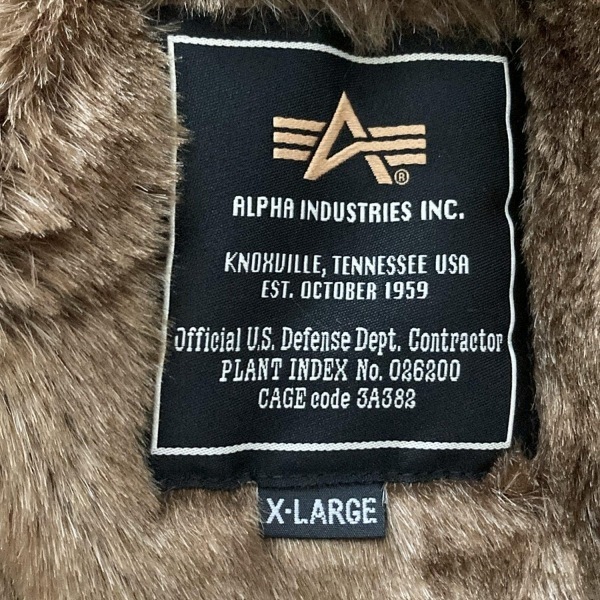 ®
ALPHA INDUSTRIES INC.
KNOXVILLE, TENNESSEE USA
EST. OCTOBER 1959
Official U.S. Defense Dept. Contractor
PLANT INDEX No. 026200
CAGE code 3A382
X-LARGE